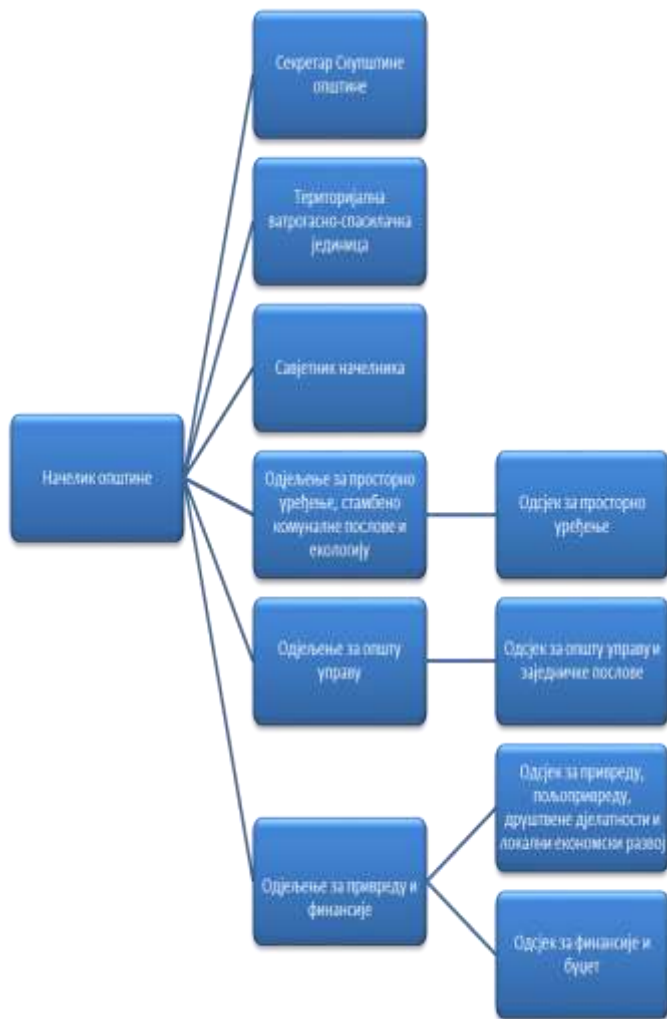 Секретар Скупштине
општине
Територијална
ватрогасно-спасилачка
јединица
Савјетник начелника
Начелик општине
Одјељење за просторно
уређење, стамбено
комуналне послове и
екологију
Одсјек за просторно
уређење
Одјељење за општу
управу
Одсјек за општу управу и
заједничке послове
Одјељење за привреду и
финансије
Одсјек за привреду,
пољопривреду,
друштвене дјелатности и
локални економски развој
Одсјек за финансије и
буџет